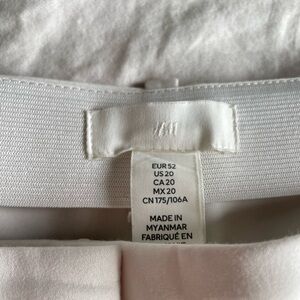 H&M
EUR 52
US 20
CA 20
MX 20
CN 175/106A
MADE IN
MYANMAR
FABRIQUÉ EN